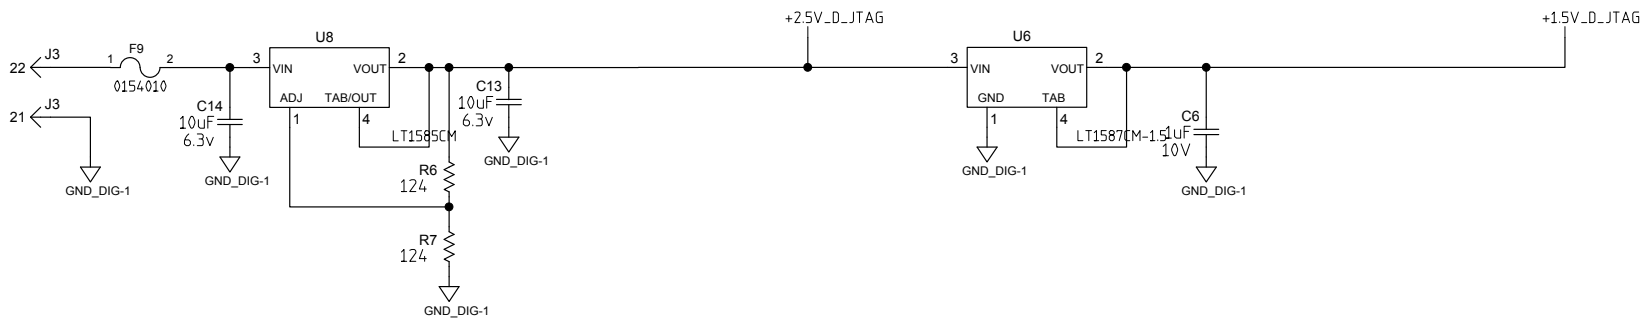 +2.5V_D_JTAG
+1.5V_D_JTAG
U8
U6
22
J3
F9
1
2
0154010
3
VIN
VOUT
2
ADJ
TAB/OUT
1
4
LT1585CM
3
VIN
VOUT
2
GND
TAB
1
4
LT1587CM-1.5
21
J3
GND_DIG-1
C14
10uF
6.3v
GND_DIG-1
C13
10uF
6.3v
GND_DIG-1
R6
124
R7
124
GND_DIG-1
GND_DIG-1
C6
1uF
10V
GND_DIG-1